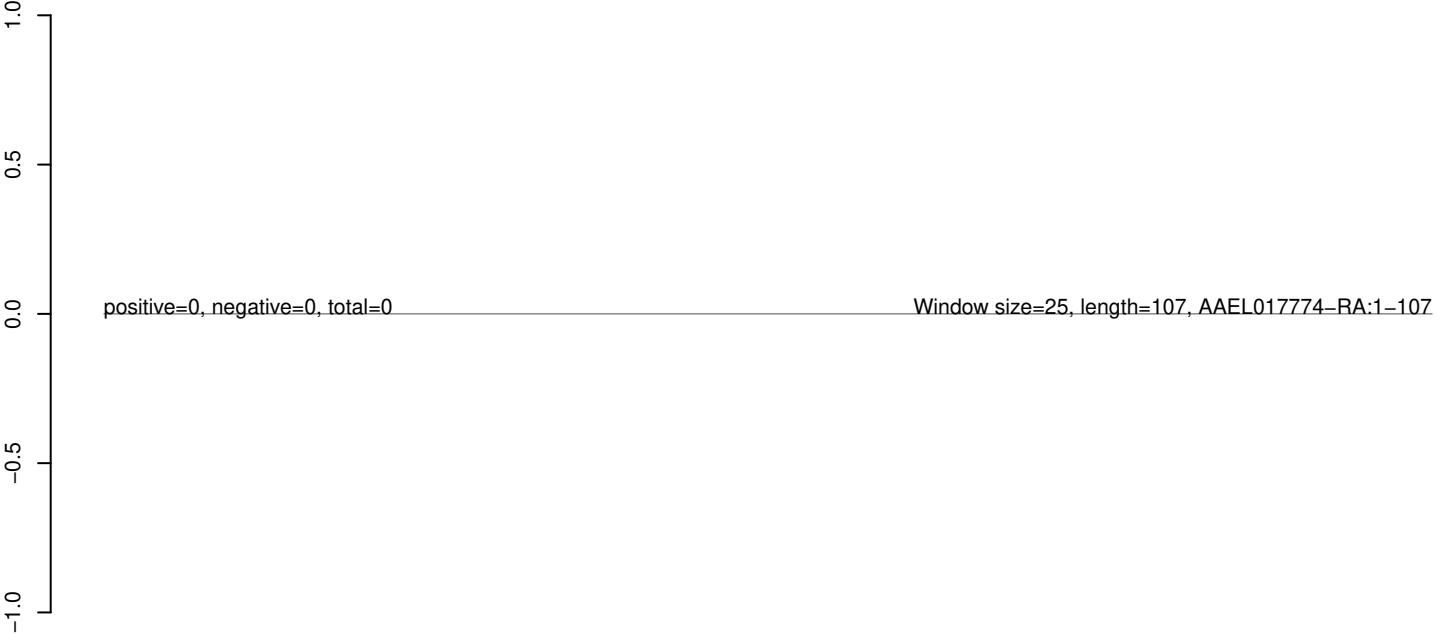 1.0
0.5
0.0
−0.5
−1.0
positive=0, negative=0, total=0
Window size=25, length=107, AAEL017774−RA:1−107